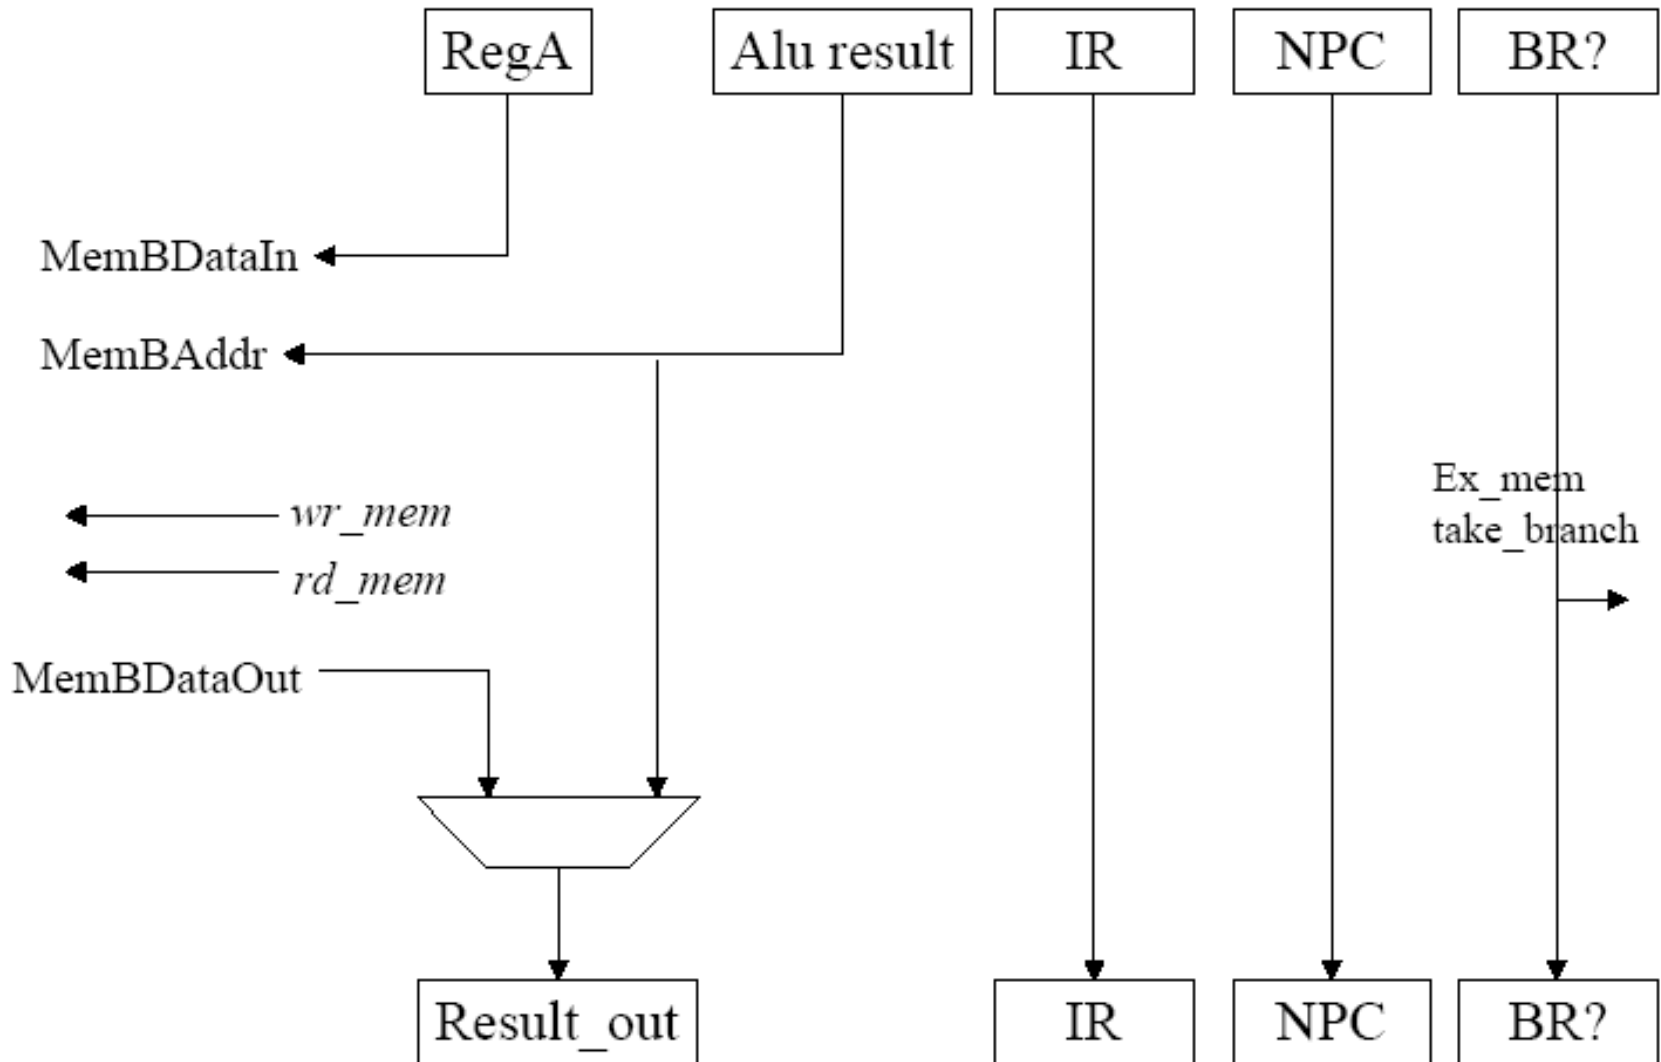 RegA
Alu result
IR
NPC
BR?
MemBDataIn
MemBAddr
Ex_mem
take_branch
wr_mem
rd_mem
MemBDataOut
Result_out
IR
NPC
BR?